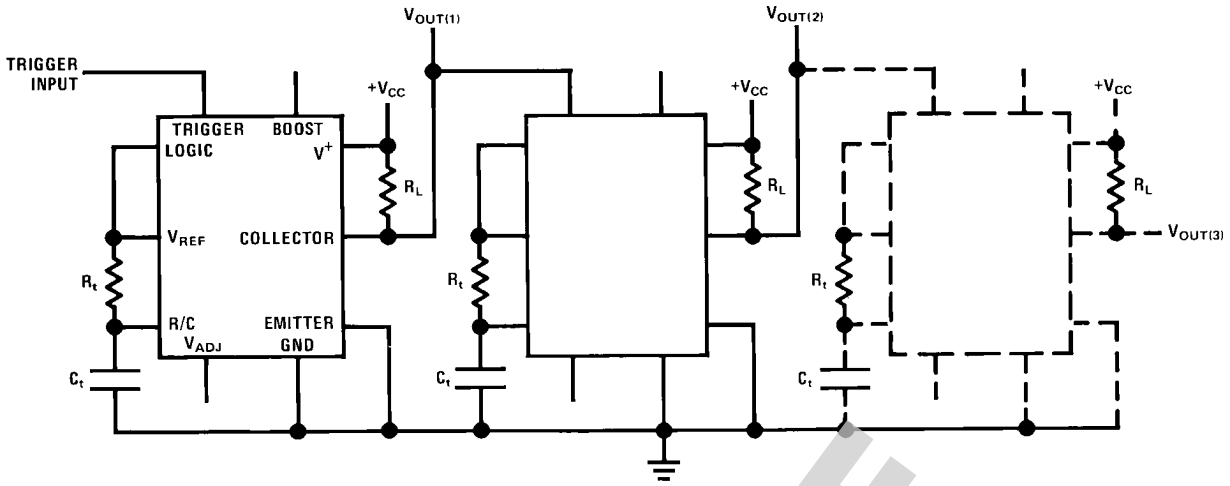 V_OUT(1)
V_OUT(2)
TRIGGER
INPUT
+V_CC
+V_CC
+V_CC
TRIGGER
BOOST
LOGIC
V⁺
R_L
R_L
R_L
V_REF
COLLECTOR
V_OUT(3)
R_t
R_t
R_t
R/C
EMITTER
V_ADJ
GND
C_t
C_t
C_t